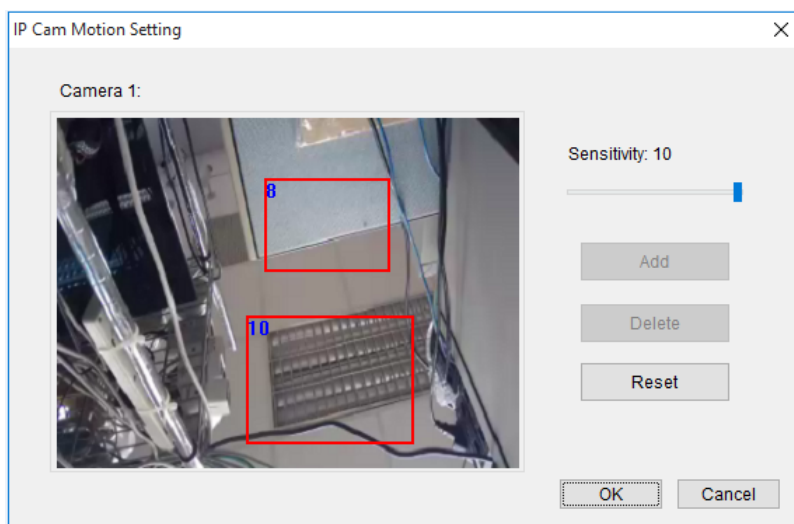 IP Cam Motion Setting
Camera 1:
8
10
Sensitivity: 10
Add
Delete
Reset
OK
Cancel